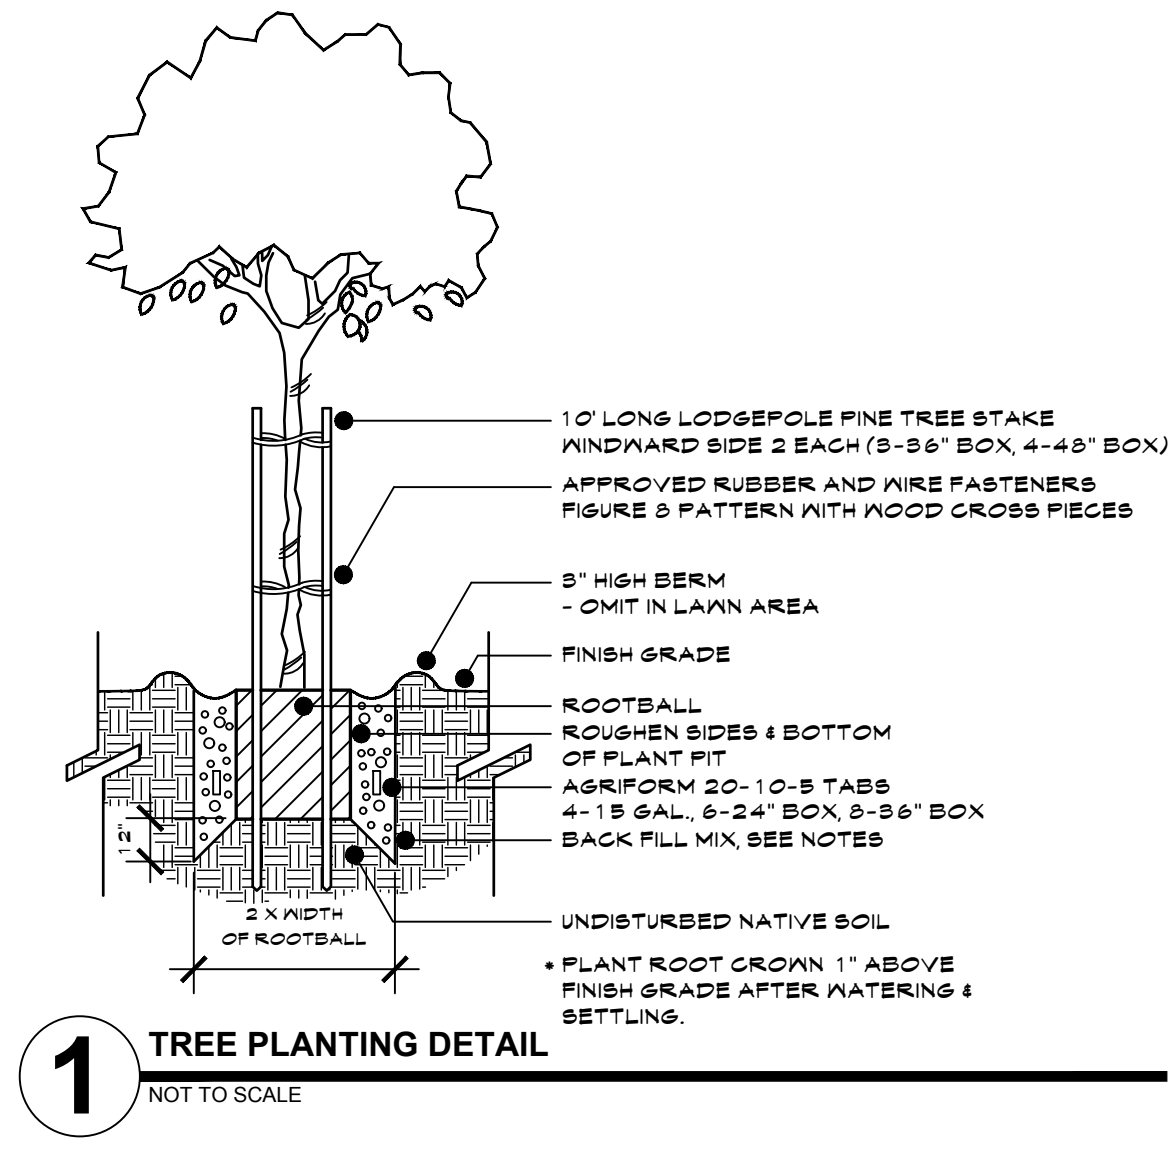 10' LONG LODGEPOLE PINE TREE STAKE
WINDWARD SIDE 2 EACH (3-36" BOX, 4-48" BOX)
APPROVED RUBBER AND WIRE FASTENERS
FIGURE 8 PATTERN WITH WOOD CROSS PIECES
3" HIGH BERM
- OMIT IN LAWN AREA
FINISH GRADE
ROOTBALL
ROUGHEN SIDES & BOTTOM
OF PLANT PIT
AGRIFORM 20-10-5 TABS
4-15 GAL., 6-24" BOX, 8-36" BOX
BACK FILL MIX, SEE NOTES
12"
2 X WIDTH
OF ROOTBALL
UNDISTURBED NATIVE SOIL
* PLANT ROOT CROWN 1" ABOVE
FINISH GRADE AFTER WATERING &
SETTLING.
1
TREE PLANTING DETAIL
NOT TO SCALE